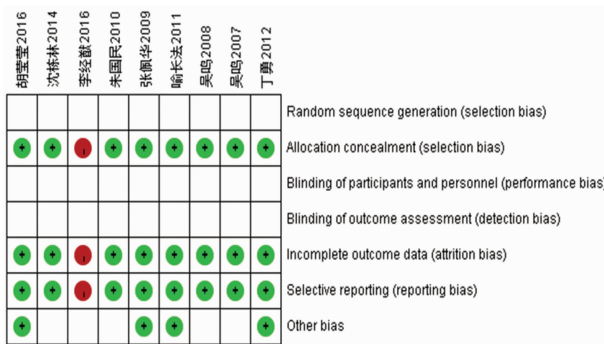 胡莹莹2016
沈栋林2014
李经猷2016
朱国民2010
张佩华2009
喻长法2011
吴鸣2008
吴鸣2007
丁勇2012
Random sequence generation (selection bias)
Allocation concealment (selection bias)
Blinding of participants and personnel (performance bias)
Blinding of outcome assessment (detection bias)
Incomplete outcome data (attrition bias)
Selective reporting (reporting bias)
Other bias